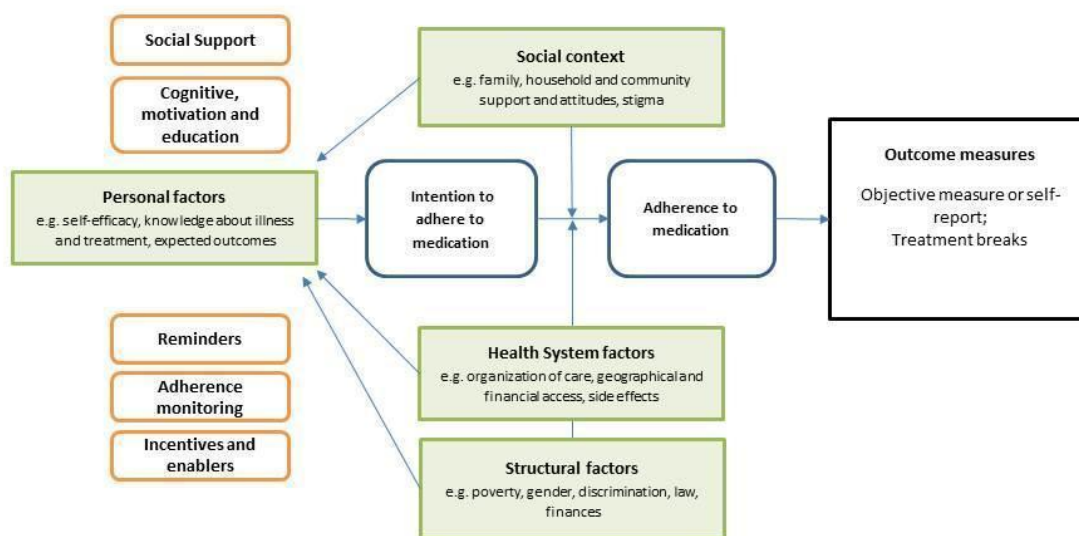 Social Support
Cognitive,
motivation and
education
Personal factors
e.g. self-efficacy, knowledge about illness
and treatment, expected outcomes
Reminders
Adherence
monitoring
Incentives and
enablers
Social context
e.g. family, household and community
support and attitudes, stigma
Intention to
adhere to
medication
Adherence to
medication
Health System factors
e.g. organization of care, geographical and
financial access, side effects
Structural factors
e.g. poverty, gender, discrimination, law,
finances
Outcome measures
Objective measure or self-
report;
Treatment breaks